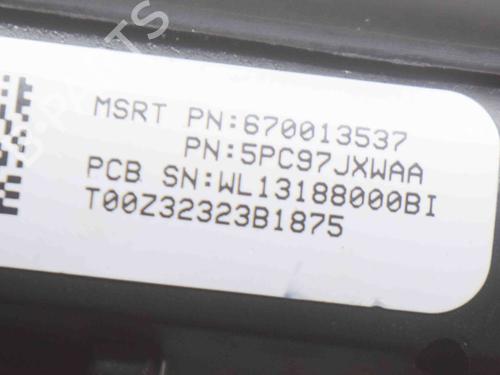 MSRT PN:670013537
PN:5PC97JXWAA
PCB SN:WL13188000BI
T00Z32323B1875